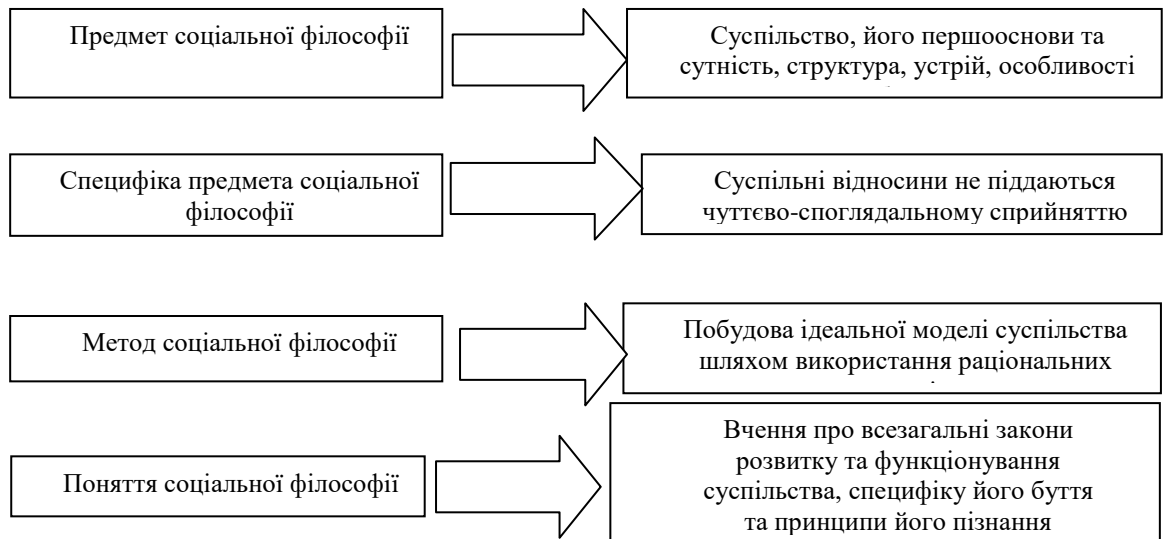 Предмет соціальної філософії
Суспільство, його першооснови та
сутність, структура, устрій, особливості
Специфіка предмета соціальної
філософії
Суспільні відносини не піддаються
чуттєво-споглядальному сприйняттю
Метод соціальної філософії
Побудова ідеальної моделі суспільства
шляхом використання раціональних
Поняття соціальної філософії
Вчення про всезагальні закони
розвитку та функціонування
суспільства, специфіку його буття
та принципи його пізнання